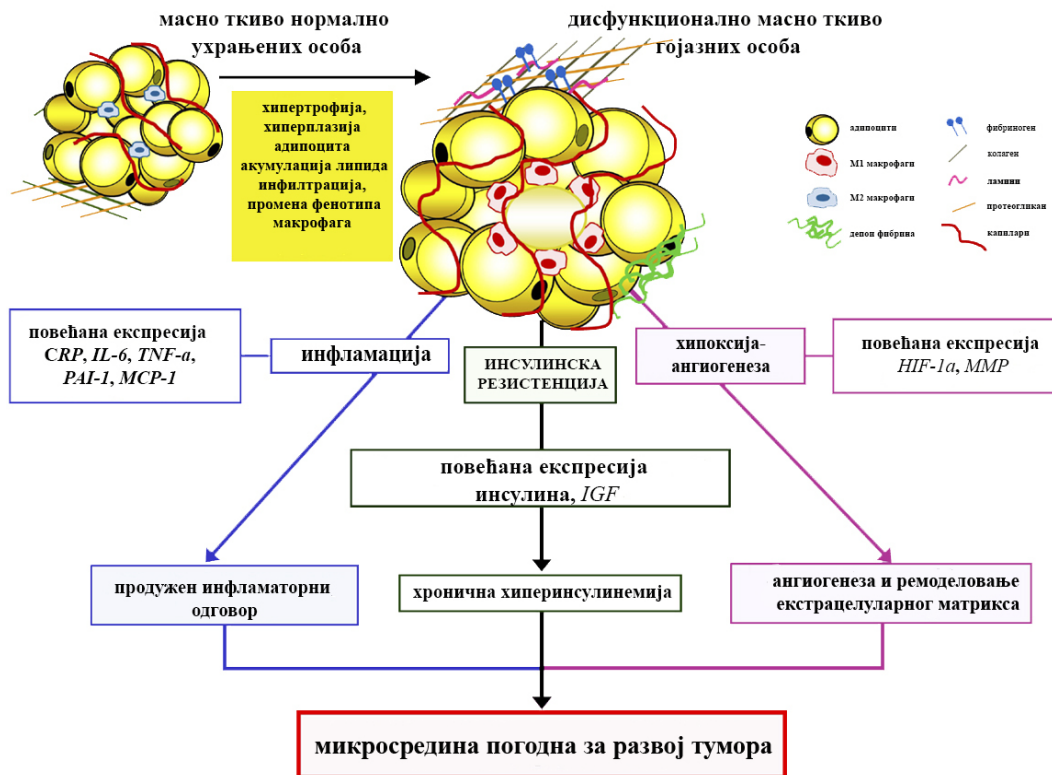 масно ткиво нормално
ухрањених особа
дисфункционално масно ткиво
гојазних особа
хипертрофија,
хиперплазија
адипоцита
акумулација липида
инфилтрација,
промена фенотипа
макрофага
адипоцити
М1 макрофаги
М2 макрофаги
депои фибрина
фибриноген
колаген
ламини
протеогликан
капилари
повећана експресија
CRP, IL-6, TNF-a,
PAI-1, MCP-1
инфламација
ИНСУЛИНСКА
РЕЗИСТЕНЦИЈА
хипоксија-
ангиогенеза
повећана експресија
HIF-1a, MMP
повећана експресија
инсулина, IGF
продужен инфламаторни
одговор
хронична хиперинсулинемија
ангиогенеза и ремоделовање
екстрацелуларног матрикса
микросредина погодна за развој тумора